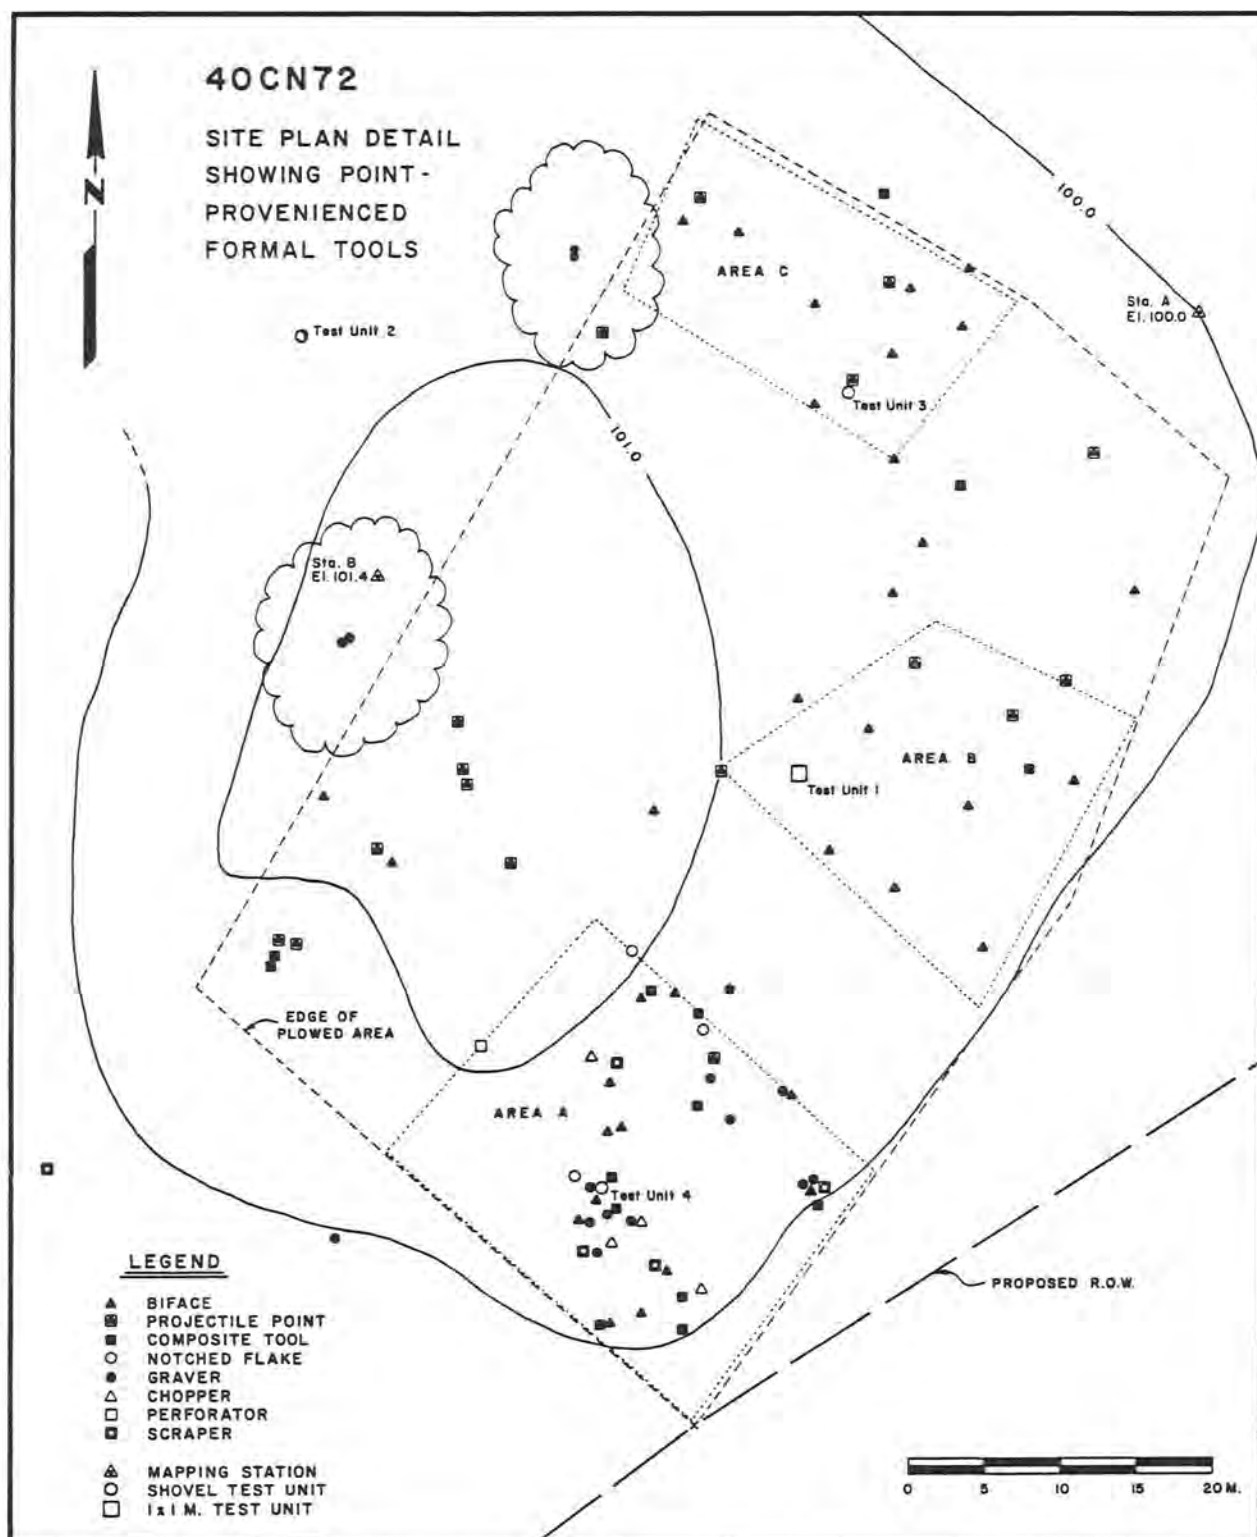 40CN72
SITE PLAN DETAIL
SHOWING POINT-
PROVENIENCED
FORMAL TOOLS
N
Test Unit 2
100.0
AREA C
Sta. A
El. 100.0
Test Unit 3
101.0
Sta. B
El. 101.4
AREA B
Test Unit 1
EDGE OF
PLOWED AREA
AREA A
Test Unit 4
PROPOSED R.O.W.
LEGEND
BIFACE
PROJECTILE POINT
COMPOSITE TOOL
NOTCHED FLAKE
GRAVER
CHOPPER
PERFORATOR
SCRAPER
MAPPING STATION
SHOVEL TEST UNIT
1 x 1 M. TEST UNIT
0 5 10 15 20 M.